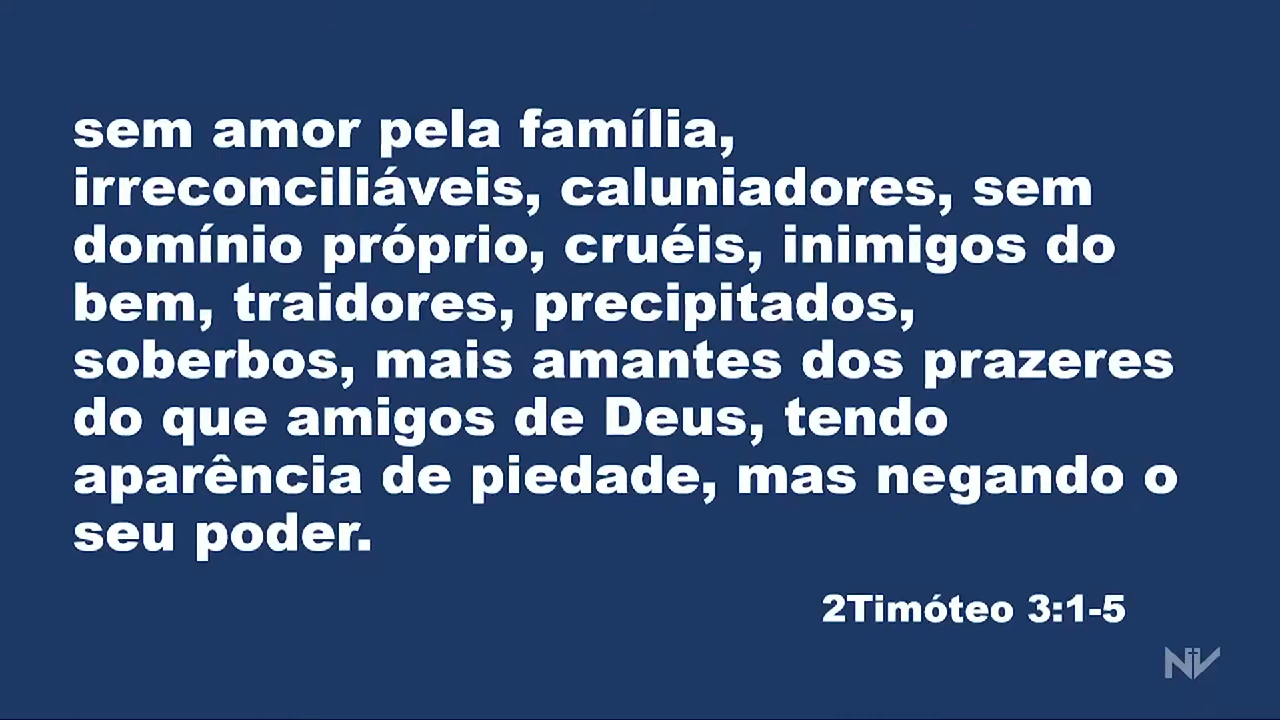 sem amor pela família,
irreconciliáveis, caluniadores, sem
domínio próprio, cruéis, inimigos do
bem, traidores, precipitados,
soberbos, mais amantes dos prazeres
do que amigos de Deus, tendo
aparência de piedade, mas negando o
seu poder.
2Timóteo 3:1-5
NV